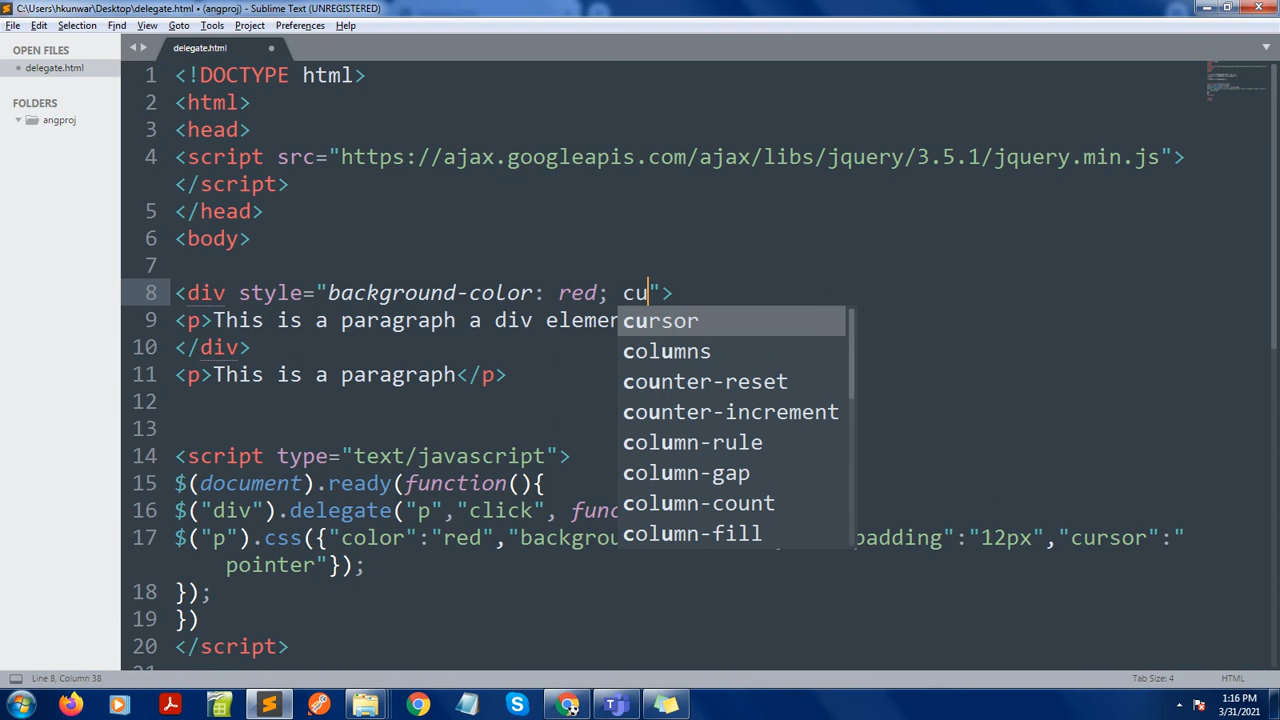 C:\Users\hkunwar\Desktop\delegate.html • (angproj) - Sublime Text (UNREGISTERED)
File Edit Selection Find View Goto Tools Project Preferences Help
OPEN FILES
delegate.html
FOLDERS
angproj
delegate.html
1 <!DOCTYPE html>
2 <html>
3 <head>
4 <script src="https://ajax.googleapis.com/ajax/libs/jquery/3.5.1/jquery.min.js">
5 </script>
5 </head>
6 <body>
7
8 <div style="background-color: red; cu">
9 <p>This is a paragraph a div elemen
10 </div>
11 <p>This is a paragraph</p>
12
13
14 <script type="text/javascript">
15 $(document).ready(function(){
16 $("div").delegate("p","click", func
17 $("p").css({"color":"red","backgrou padding":"12px","cursor":"
pointer"});
18 });
19 })
20 </script>
21
cursor
columns
counter-reset
counter-increment
column-rule
column-gap
column-count
column-fill
Line 8, Column 38
Tab Size: 4
HTML
1:16 PM
3/31/2021